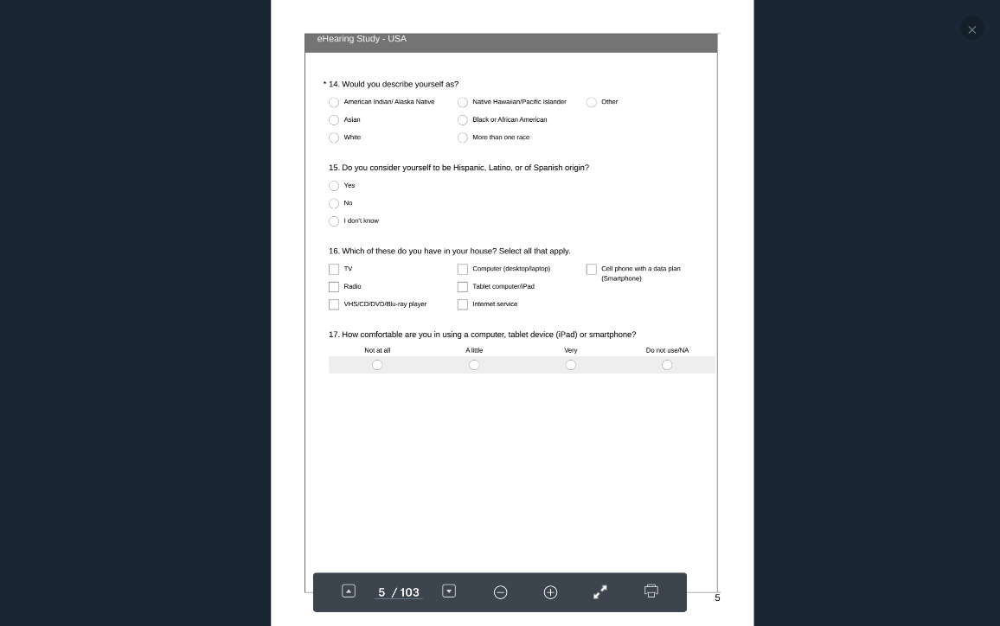 eHearing Study - USA
* 14. Would you describe yourself as?
American Indian/ Alaska Native Native Hawaiian/Pacific Islander Other
Asian Black or African American
White More than one race
15. Do you consider yourself to be Hispanic, Latino, or of Spanish origin?
Yes
No
I don't know
16. Which of these do you have in your house? Select all that apply.
TV Computer (desktop/laptop) Cell phone with a data plan
(Smartphone)
Radio Tablet computer/iPad
VHS/CD/DVD/Blu-ray player Internet service
17. How comfortable are you in using a computer, tablet device (iPad) or smartphone?
Not at all A little Very Do not use/NA
5 / 103
5